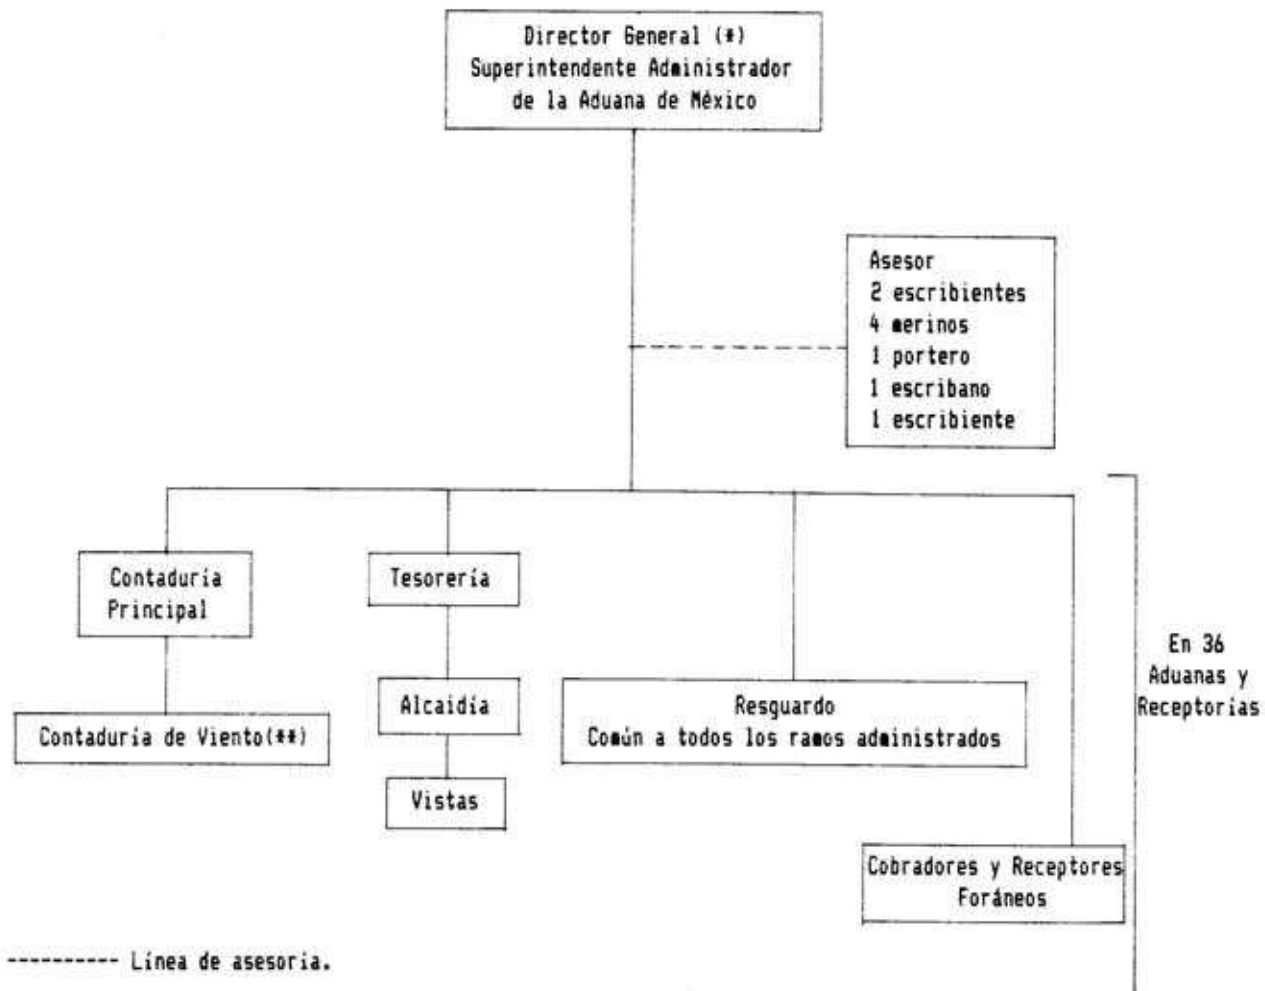 Director General (*)
Superintendente Administrador
de la Aduana de México
Asesor
2 escribientes
4 merinos
1 portero
1 escribano
1 escribiente
Contaduría
Principal
Tesorería
Contaduría de Viento(**)
Alcaidía
Vistas
Resguardo
Común a todos los ramos administrados
Cobradores y Receptores
Foráneos
En 36
Aduanas y
Receptorías
---------- Línea de asesoría.